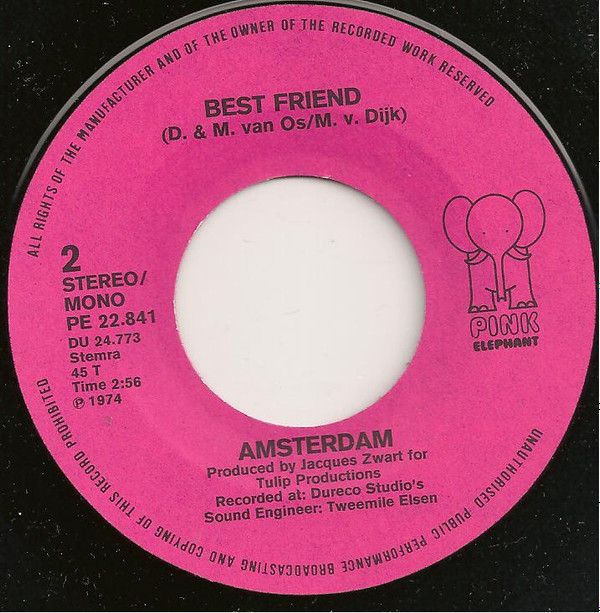 ALL RIGHTS OF THE MANUFACTURER AND OF THE OWNER OF THE RECORDED WORK RESERVED
BEST FRIEND
(D. & M. van Os/M. v. Dijk)
2
STEREO/
MONO
PE 22.841
DU 24.773
Stemra
45 T
Time 2:56
℗ 1974
PINK
ELEPHANT
AMSTERDAM
Produced by Jacques Zwart for
Tulip Productions
Recorded at: Dureco Studio's
Sound Engineer: Tweemile Elsen
UNAUTHORISED PUBLIC PERFORMANCE BROADCASTING AND COPYING OF THIS RECORD PROHIBITED